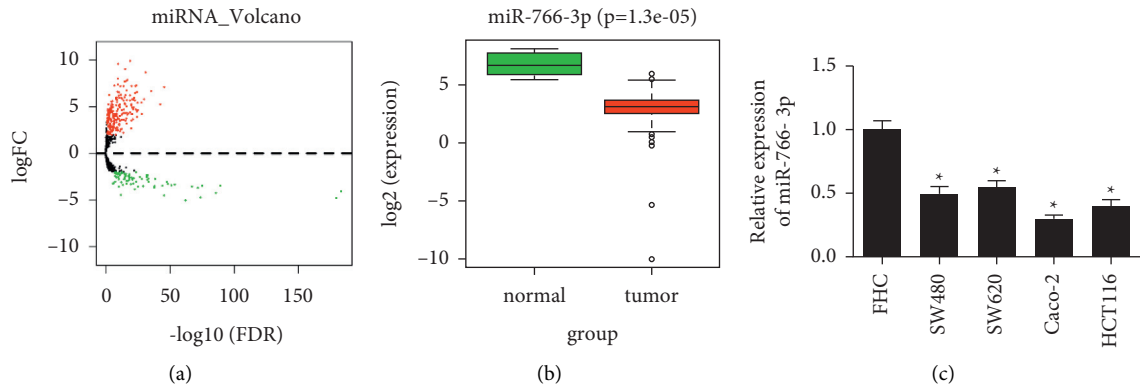 miRNA_Volcano
logFC
10
5
0
−5
−10
0 50 100 150
-log10 (FDR)
(a)
miR-766-3p (p=1.3e-05)
log2 (expression)
5
0
−5
−10
normal tumor
group
(b)
Relative expression
of miR-766- 3p
1.5
1.0
0.5
0.0
* * * *
FHC SW480 SW620 Caco-2 HCT116
(c)